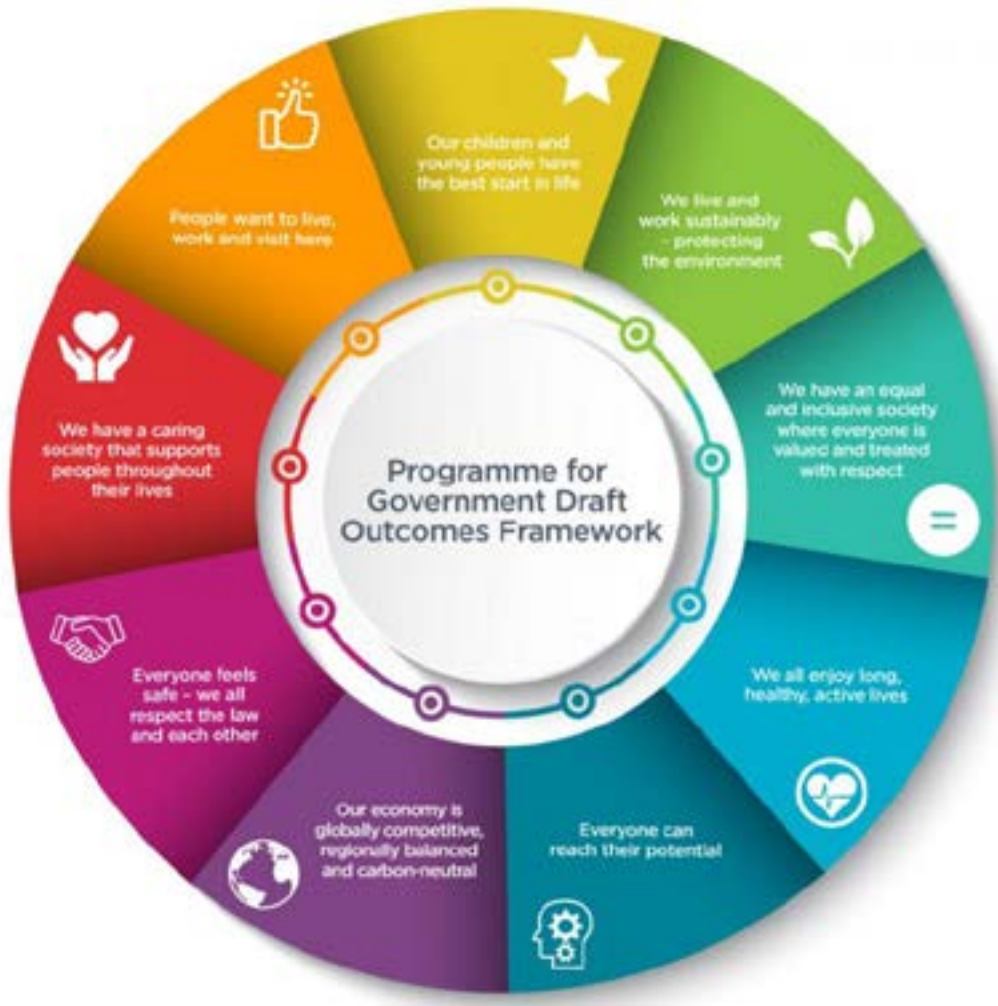 Our children and
young people have
the best start in life
We live and
work sustainably
- protecting
the environment
We have an equal
and inclusive society
where everyone is
valued and treated
with respect
=
We all enjoy long,
healthy, active lives
Everyone can
reach their potential
Our economy is
globally competitive,
regionally balanced
and carbon-neutral
Everyone feels
safe – we all
respect the law
and each other
We have a caring
society that supports
people throughout
their lives
People want to live,
work and visit here
Programme for
Government Draft
Outcomes Framework